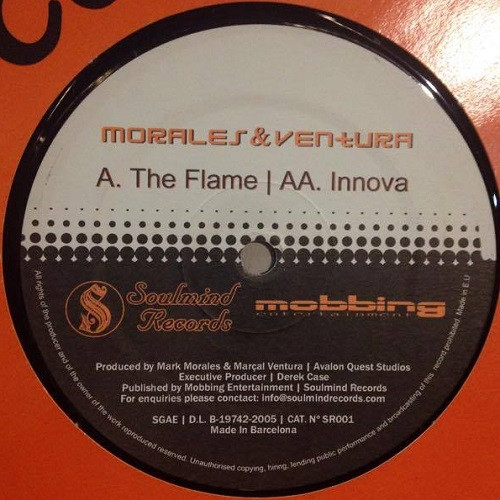 MORALES&VENTURA
A. The Flame | AA. Innova
Soulmind
Records
mobbing
entertainment
Produced by Mark Morales & Marçal Ventura | Avalon Quest Studios
Executive Producer | Derek Case
Published by Mobbing Entertainment | Soulmind Records
For enquiries please conctact: info@soulmindrecords.com
SGAE | D.L. B-19742-2005 | CAT. Nº SR001
Made In Barcelona
All rights of the producer and of the owner of the work reproduced reserved. Unauthorised copying, hiring, lending public performance and broadcasting of this record prohibited. Made in E.U